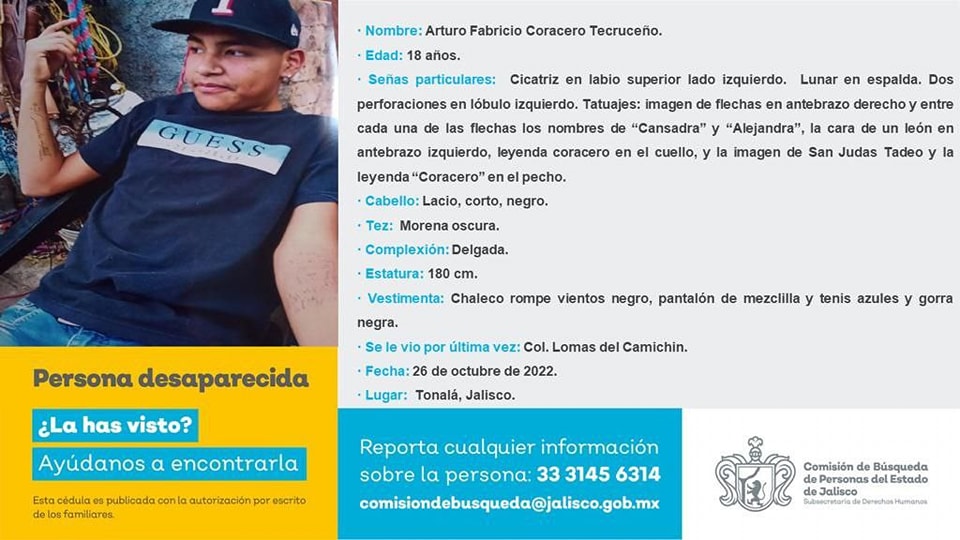 T
GUESS
· Nombre: Arturo Fabricio Coracero Tecruceño.
· Edad: 18 años.
· Señas particulares: Cicatriz en labio superior lado izquierdo. Lunar en espalda. Dos
perforaciones en lóbulo izquierdo. Tatuajes: imagen de flechas en antebrazo derecho y entre
cada una de las flechas los nombres de “Cansadra” y “Alejandra”, la cara de un león en
antebrazo izquierdo, leyenda coracero en el cuello, y la imagen de San Judas Tadeo y la
leyenda “Coracero” en el pecho.
· Cabello: Lacio, corto, negro.
· Tez: Morena oscura.
· Complexión: Delgada.
· Estatura: 180 cm.
· Vestimenta: Chaleco rompe vientos negro, pantalón de mezclilla y tenis azules y gorra
negra.
· Se le vio por última vez: Col. Lomas del Camichin.
· Fecha: 26 de octubre de 2022.
· Lugar: Tonalá, Jalisco.
Persona desaparecida
¿La has visto?
Ayúdanos a encontrarla
Esta cédula es publicada con la autorización por escrito
de los familiares.
Reporta cualquier información
sobre la persona: 33 3145 6314
comisiondebusqueda@jalisco.gob.mx
Comisión de Búsqueda
de Personas del Estado
de Jalisco
Subsecretaría de Derechos Humanos